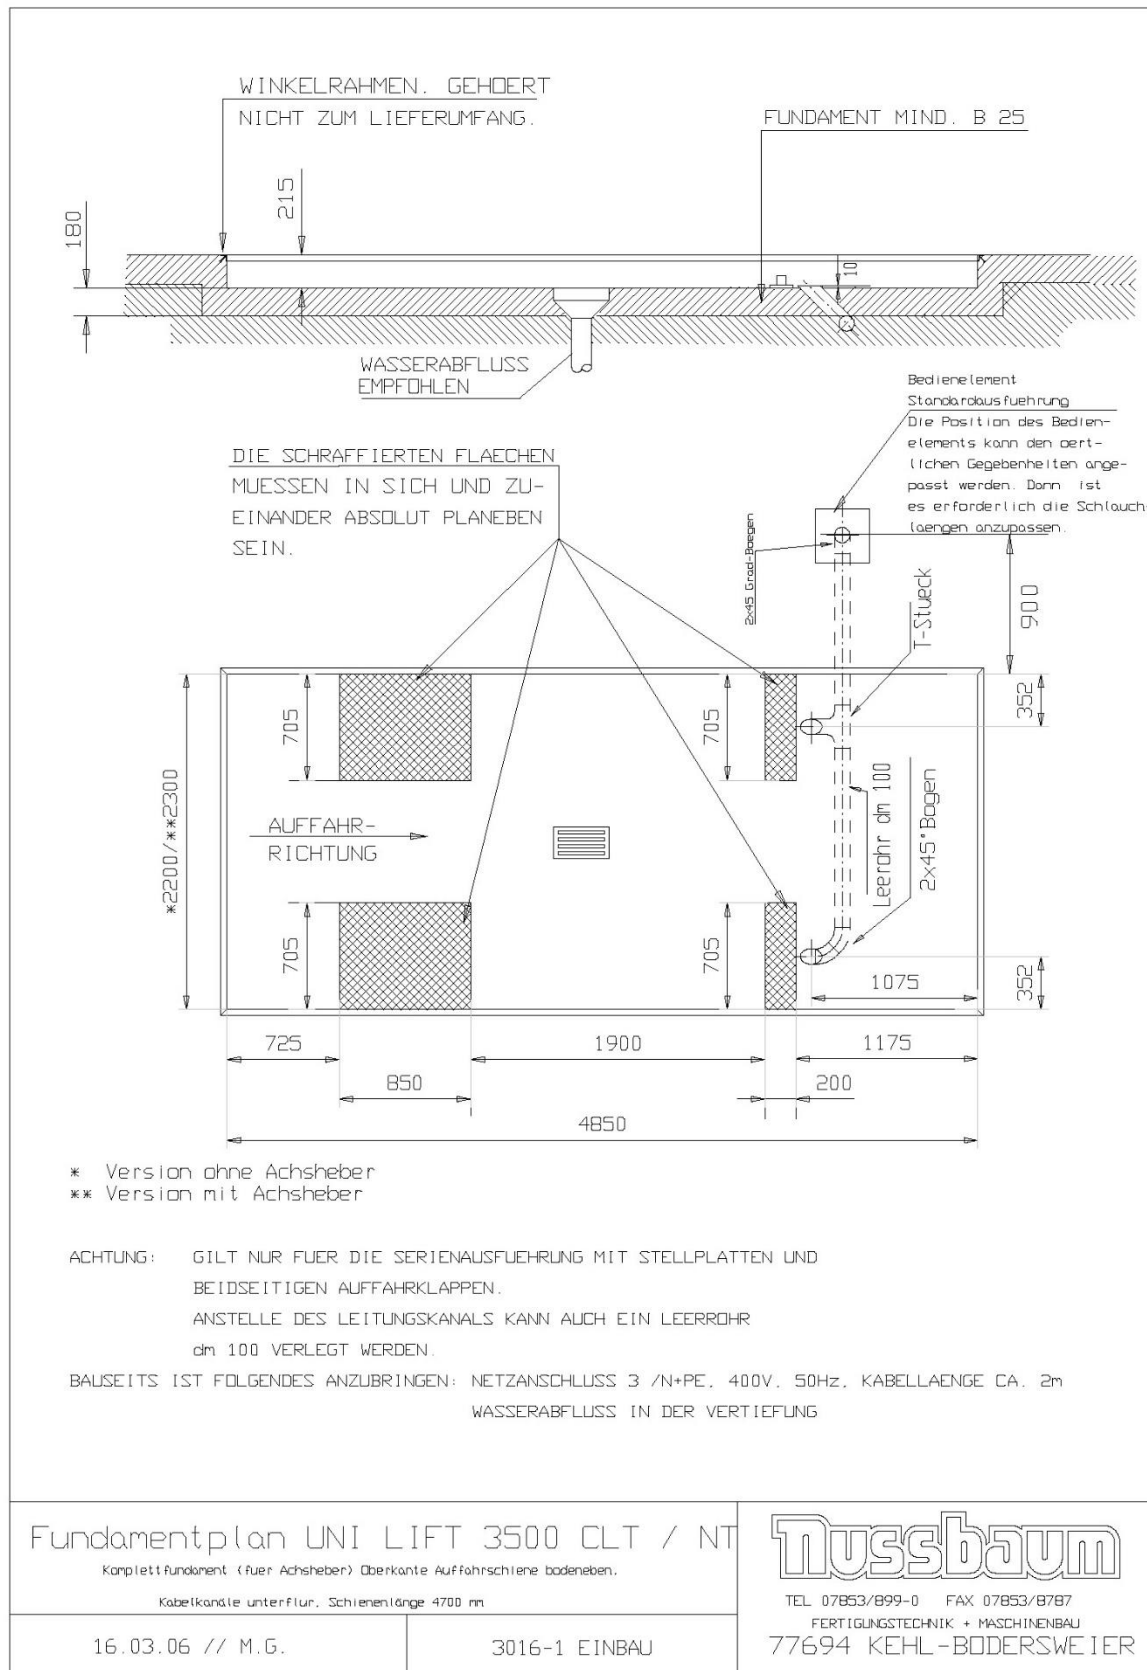 WINKELRAHMEN. GEHOERT
NICHT ZUM LIEFERUMFANG.
FUNDAMENT MIND. B 25
215
180
10
WASSERABFLUSS
EMPFOHLEN
Bedienelement
Standardausfuehrung
Die Position des Bedien-
elements kann den oert-
lichen Gegebenheiten ange-
passt werden. Dann ist
es erforderlich die Schlauch-
laengen anzupassen.
DIE SCHRAFFIERTEN FLAECHEN
MUESSEN IN SICH UND ZU-
EINANDER ABSOLUT PLANEBEN
SEIN.
2x45 Grad-Boegen
T-Stueck
900
352
705
705
*2200/**2300
AUFFAHR-
RICHTUNG
Leerohr dm 100
2x45°Bogen
705
705
1075
352
725
1900
1175
850
200
4850
* Version ohne Achsheber
** Version mit Achsheber
ACHTUNG: GILT NUR FUER DIE SERIENAUSFUEHRUNG MIT STELLPLATTEN UND
BEIDSEITIGEN AUFFAHRKLAPPEN.
ANSTELLE DES LEITUNGSKANALS KANN AUCH EIN LEERROHR
dm 100 VERLEGT WERDEN.
BAUSEITS IST FOLGENDES ANZUBRINGEN: NETZANSCHLUSS 3 /N+PE, 400V, 50Hz, KABELLAENGE CA. 2m
WASSERABFLUSS IN DER VERTIEFUNG
Fundamentplan UNI LIFT 3500 CLT / NT
Komplettfundament (fuer Achsheber) Oberkante Auffahrschiene bodeneben.
Kabelkanäle unterflur, Schienenlänge 4700 mm
16.03.06 // M.G.
3016-1 EINBAU
nussbaum
TEL 07853/899-0 FAX 07853/8787
FERTIGUNGSTECHNIK + MASCHINENBAU
77694 KEHL-BODERSWEIER